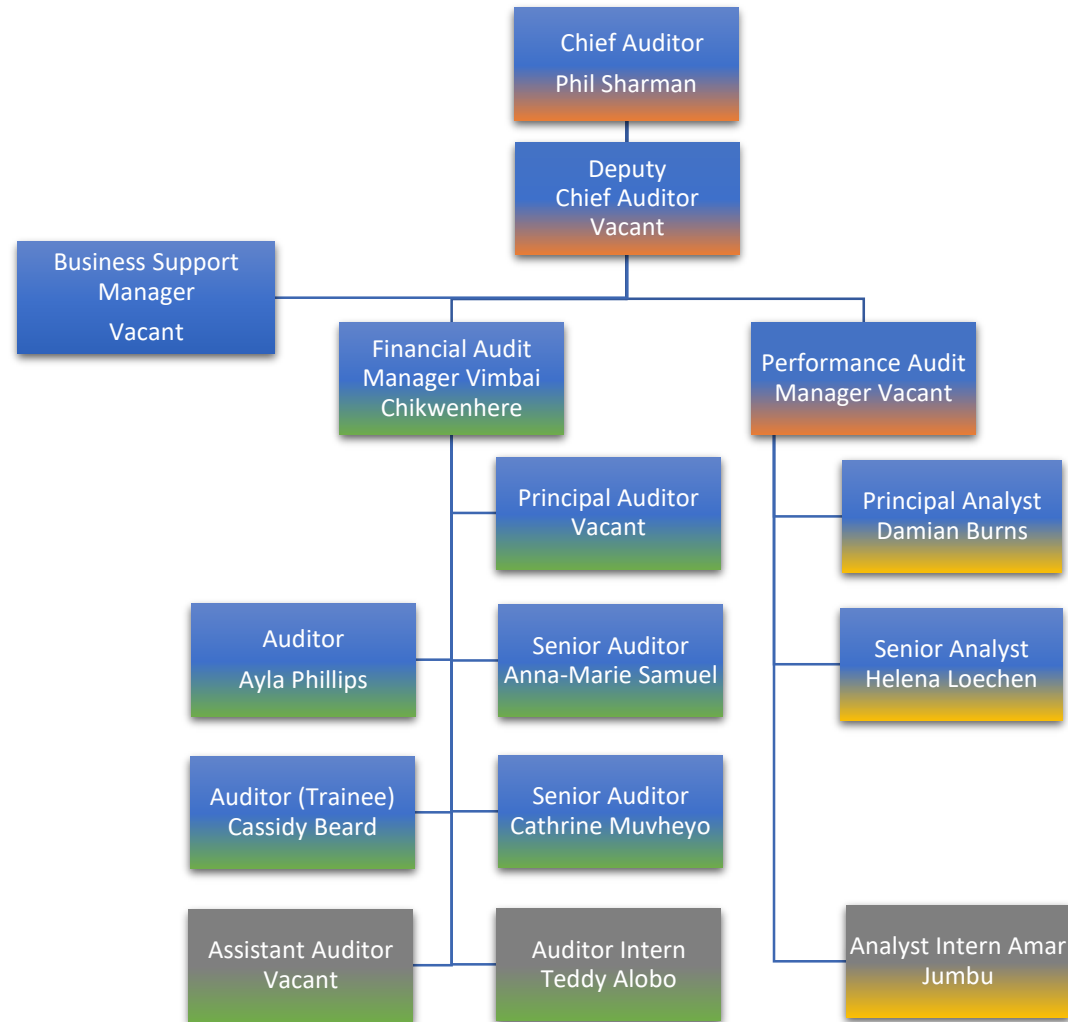 Chief Auditor
Phil Sharman
Deputy
Chief Auditor
Vacant
Business Support
Manager
Vacant
Financial Audit
Manager Vimbai
Chikwenhere
Performance Audit
Manager Vacant
Principal Auditor
Vacant
Principal Analyst
Damian Burns
Auditor
Ayla Phillips
Senior Auditor
Anna-Marie Samuel
Senior Analyst
Helena Loechen
Auditor (Trainee)
Cassidy Beard
Senior Auditor
Cathrine Muvheyo
Assistant Auditor
Vacant
Auditor Intern
Teddy Alobo
Analyst Intern Amar
Jumbu